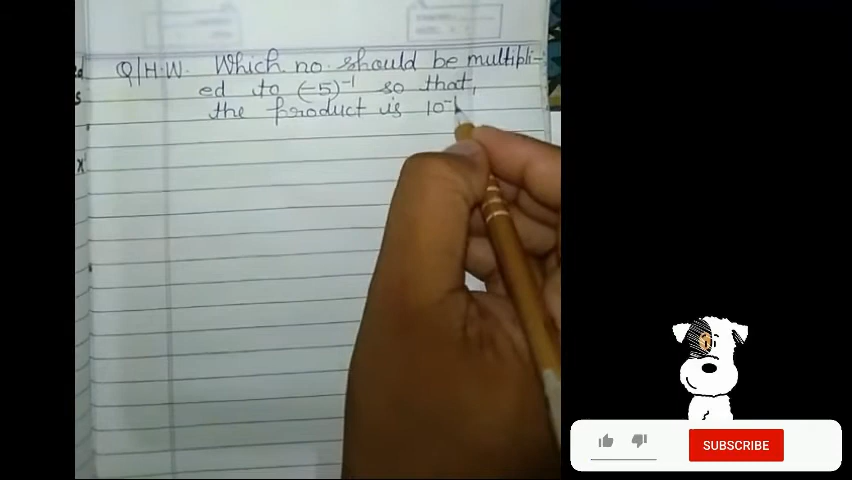 Q/H.W. Which no. should be multipli-
ed to (-5)⁻¹ so that,
the product is 10⁻¹
SUBSCRIBE